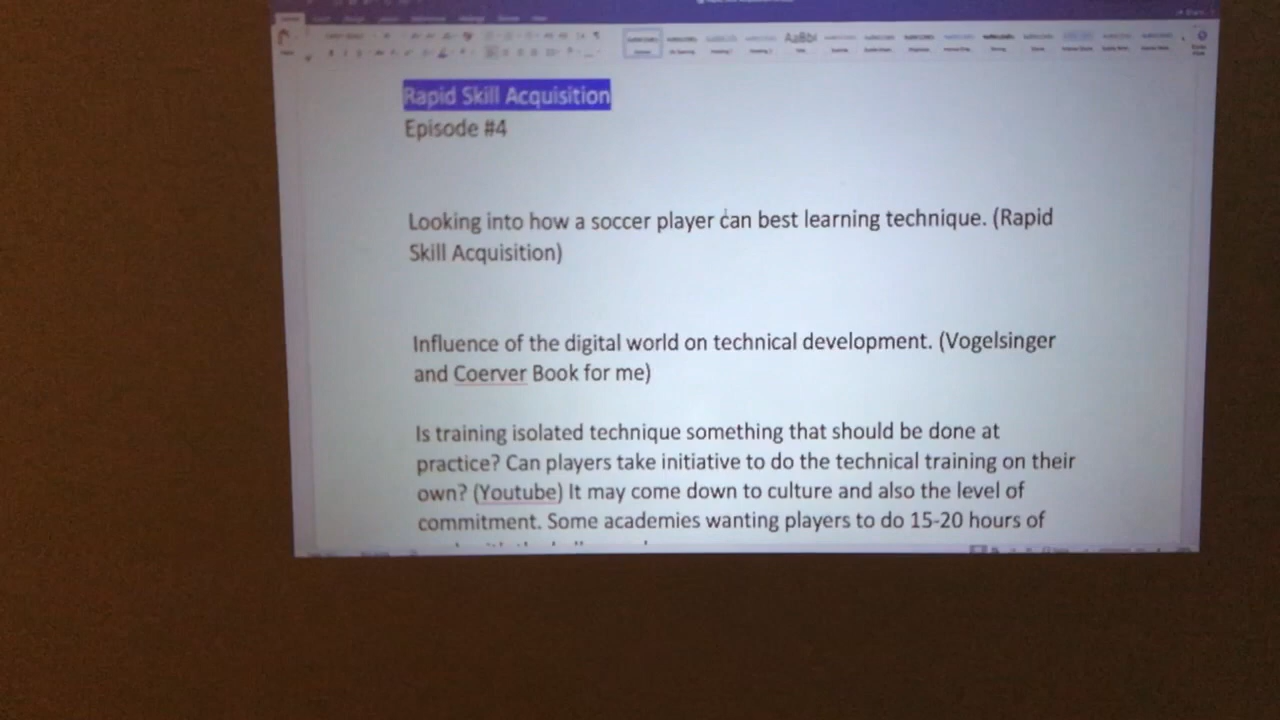 Rapid Skill Acquisition
Episode #4
Looking into how a soccer player can best learning technique. (Rapid
Skill Acquisition)
Influence of the digital world on technical development. (Vogelsinger
and Coerver Book for me)
Is training isolated technique something that should be done at
practice? Can players take initiative to do the technical training on their
own? (Youtube) It may come down to culture and also the level of
commitment. Some academies wanting players to do 15-20 hours of